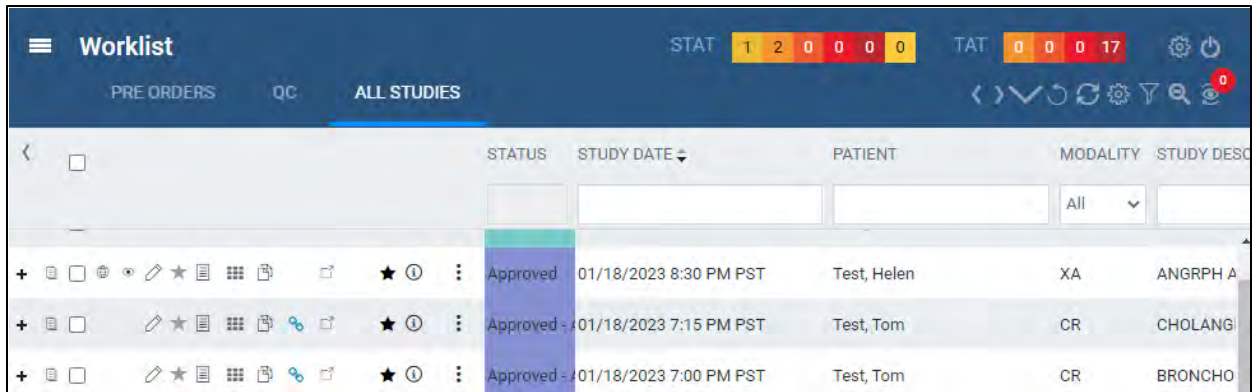 Worklist STAT 1 2 0 0 0 0 TAT 0 0 0 17
PRE ORDERS QC ALL STUDIES 0
STATUS STUDY DATE PATIENT MODALITY STUDY DESC
All
Approved 01/18/2023 8:30 PM PST Test, Helen XA ANGRPH A
Approved - A 01/18/2023 7:15 PM PST Test, Tom CR CHOLANGI
Approved - A 01/18/2023 7:00 PM PST Test, Tom CR BRONCHO